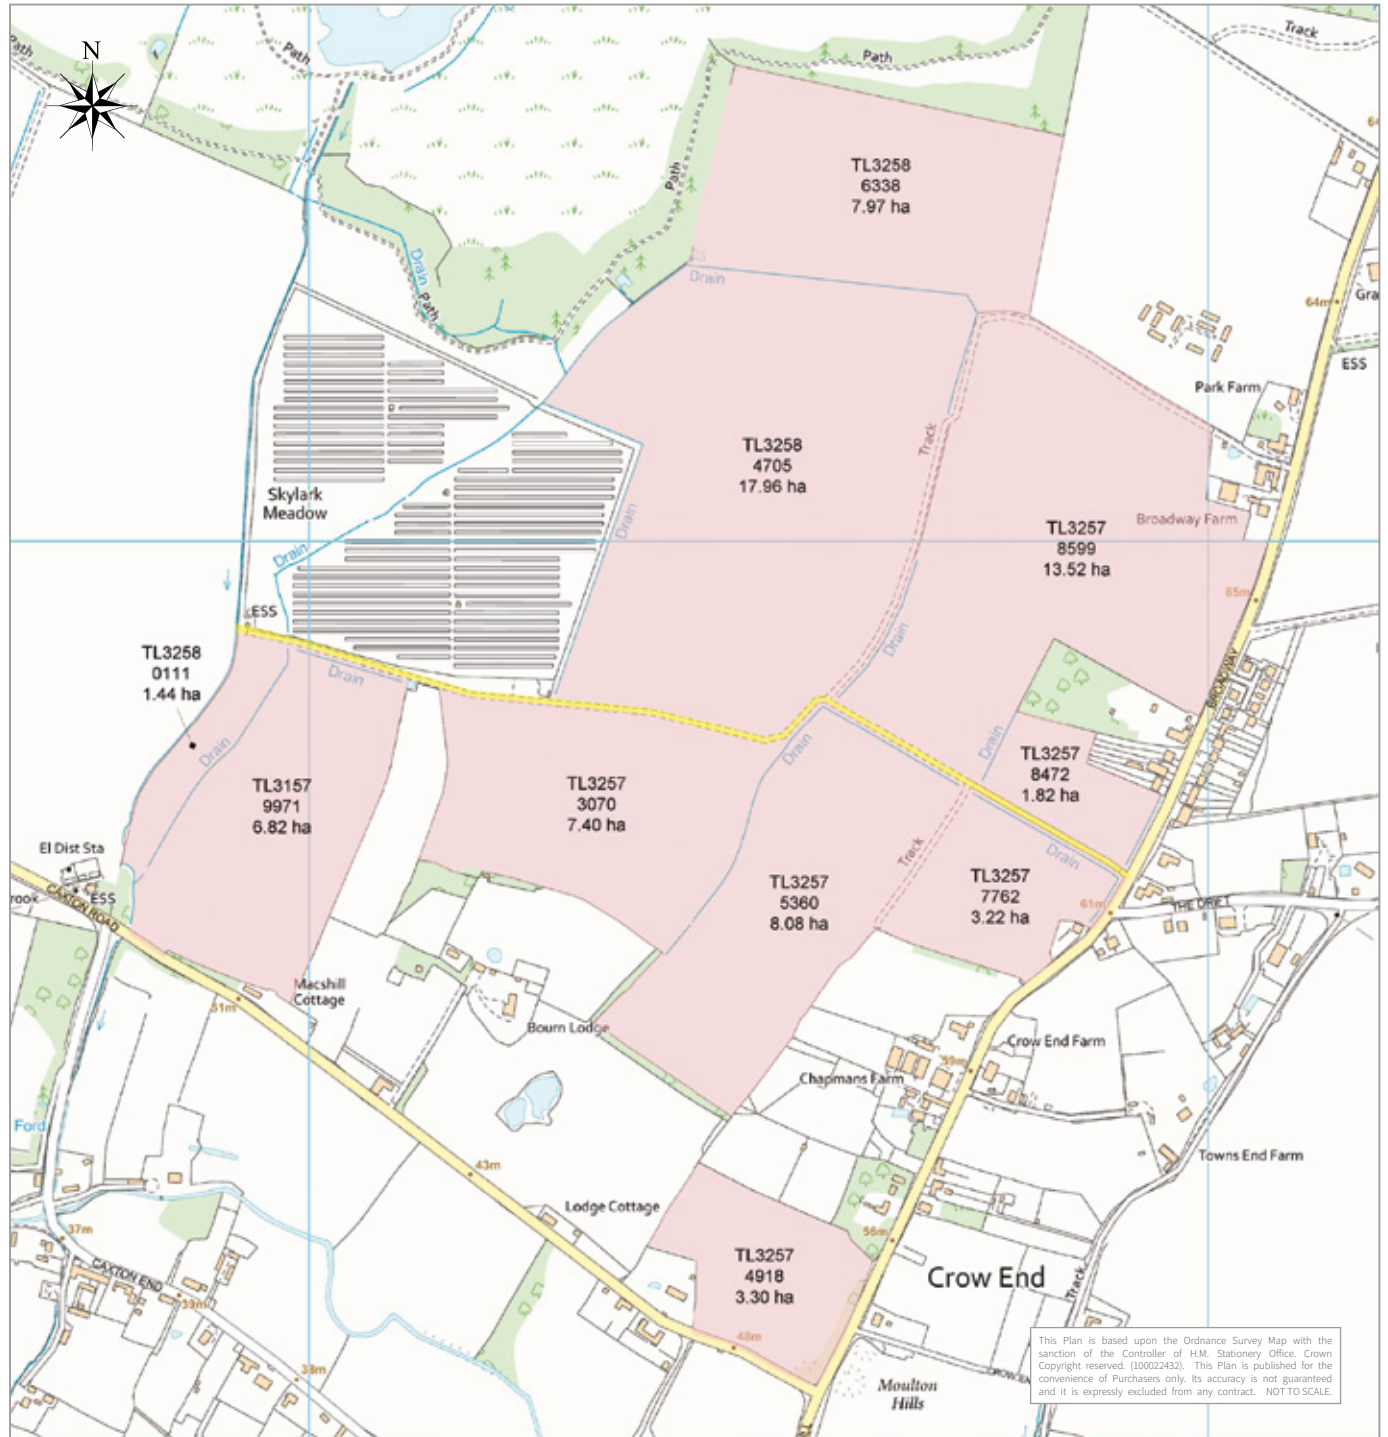 Path
N
Path
Path
Track
64
TL3258
6338
7.97 ha
Path
Drain
Path
Drain
64m
Gra
ESS
Park Farm
Track
TL3258
4705
17.96 ha
Skylark
Meadow
Drain
Broadway Farm
TL3257
8599
13.52 ha
Drain
65m
ESS
Drain
TL3258
0111
1.44 ha
Drain
BROADWAY
Drain
Drain
Drain
TL3257
8472
1.82 ha
TL3157
9971
6.82 ha
TL3257
3070
7.40 ha
El Dist Sta
Track
Drain
rook
ESS
CAXTON ROAD
TL3257
5360
8.08 ha
TL3257
7762
3.22 ha
61m
THE DRIFT
Macshill
Cottage
51m
Bourn Lodge
Crow End Farm
59m
Chapmans Farm
Ford
43m
Towns End Farm
Lodge Cottage
37m
56m
TL3257
4918
3.30 ha
Crow End
CAXTON END
39m
Track
48m
38m
Moulton
Hills
This Plan is based upon the Ordnance Survey Map with the
sanction of the Controller of H.M. Stationery Office. Crown
Copyright reserved. (100022432). This Plan is published for the
convenience of Purchasers only. Its accuracy is not guaranteed
and it is expressly excluded from any contract. NOT TO SCALE.